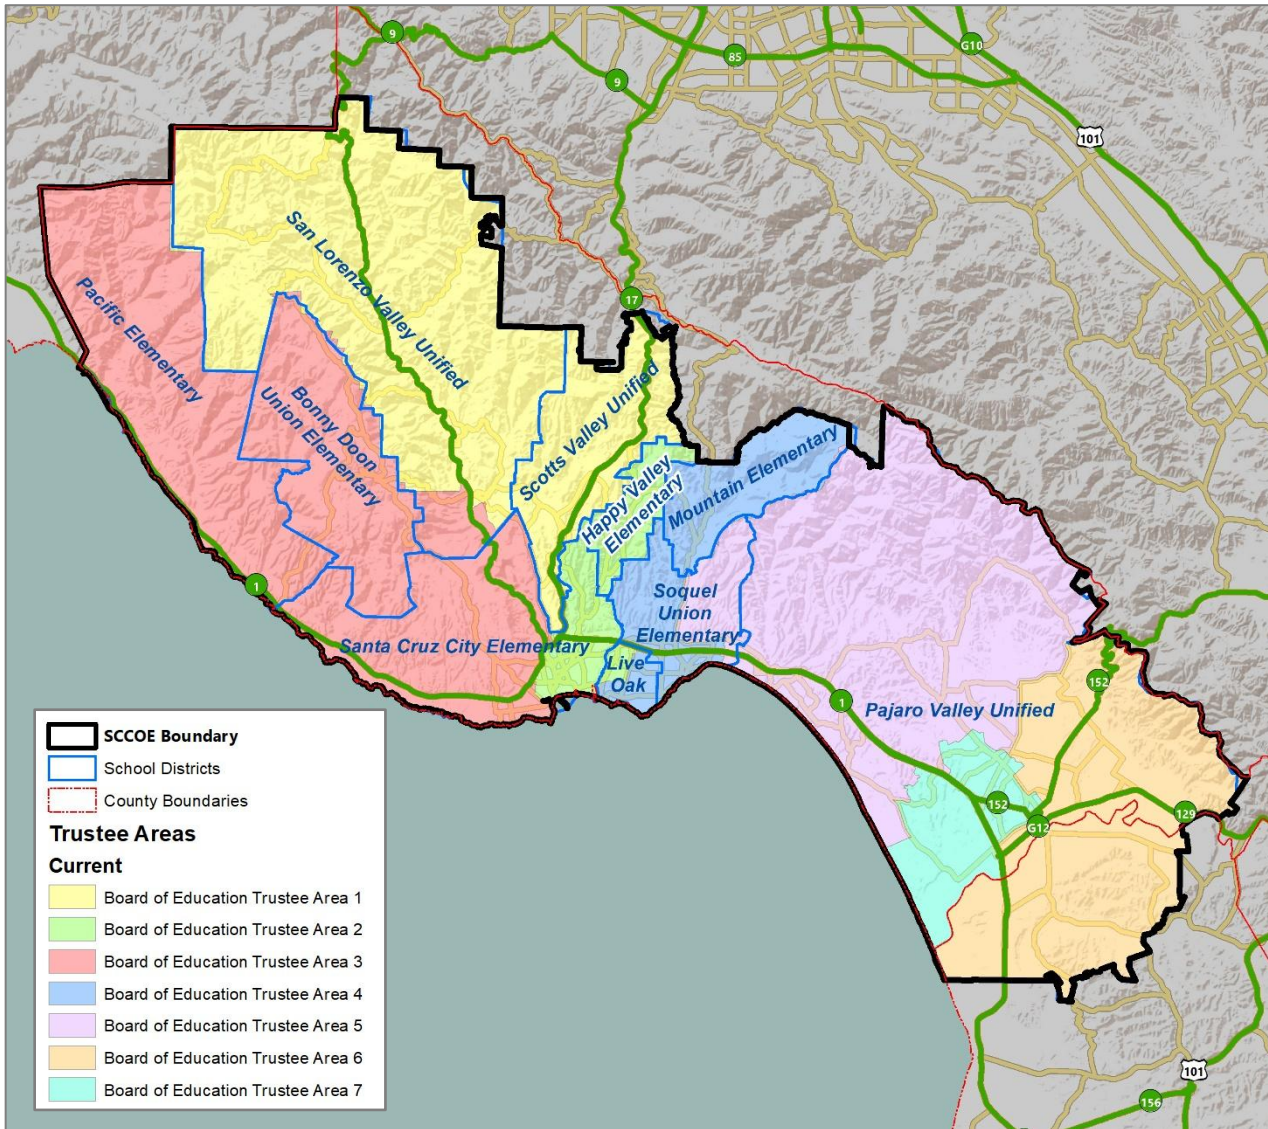 9
85
G10
9
101
17
San Lorenzo Valley Unified
Pacific Elementary
Bonny Doon
Union Elementary
Scotts Valley Unified
Happy Valley
Elementary
Mountain Elementary
1
Soquel
Union
Elementary
Santa Cruz City Elementary
Live
Oak
152
1
Pajaro Valley Unified
152
129
G12
101
156
SCCOE Boundary
School Districts
County Boundaries
Trustee Areas
Current
Board of Education Trustee Area 1
Board of Education Trustee Area 2
Board of Education Trustee Area 3
Board of Education Trustee Area 4
Board of Education Trustee Area 5
Board of Education Trustee Area 6
Board of Education Trustee Area 7